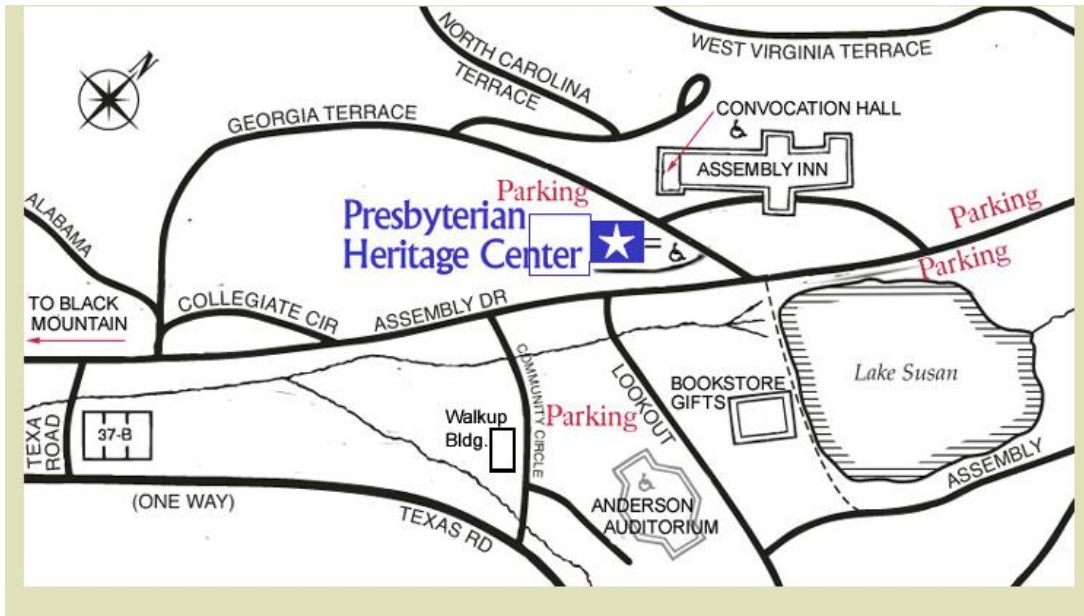 N
NORTH CAROLINA
TERRACE
WEST VIRGINIA TERRACE
GEORGIA TERRACE
CONVOCATION HALL
ASSEMBLY INN
Parking
Presbyterian
Heritage Center
=
Parking
Parking
ALABAMA
TO BLACK
MOUNTAIN
COLLEGIATE CIR
ASSEMBLY DR
COMMUNITY CIRCLE
LOOKOUT
BOOKSTORE
GIFTS
Lake Susan
TEXA
ROAD
37-B
Walkup
Bldg.
Parking
ASSEMBLY
(ONE WAY)
TEXAS RD
ANDERSON
AUDITORIUM